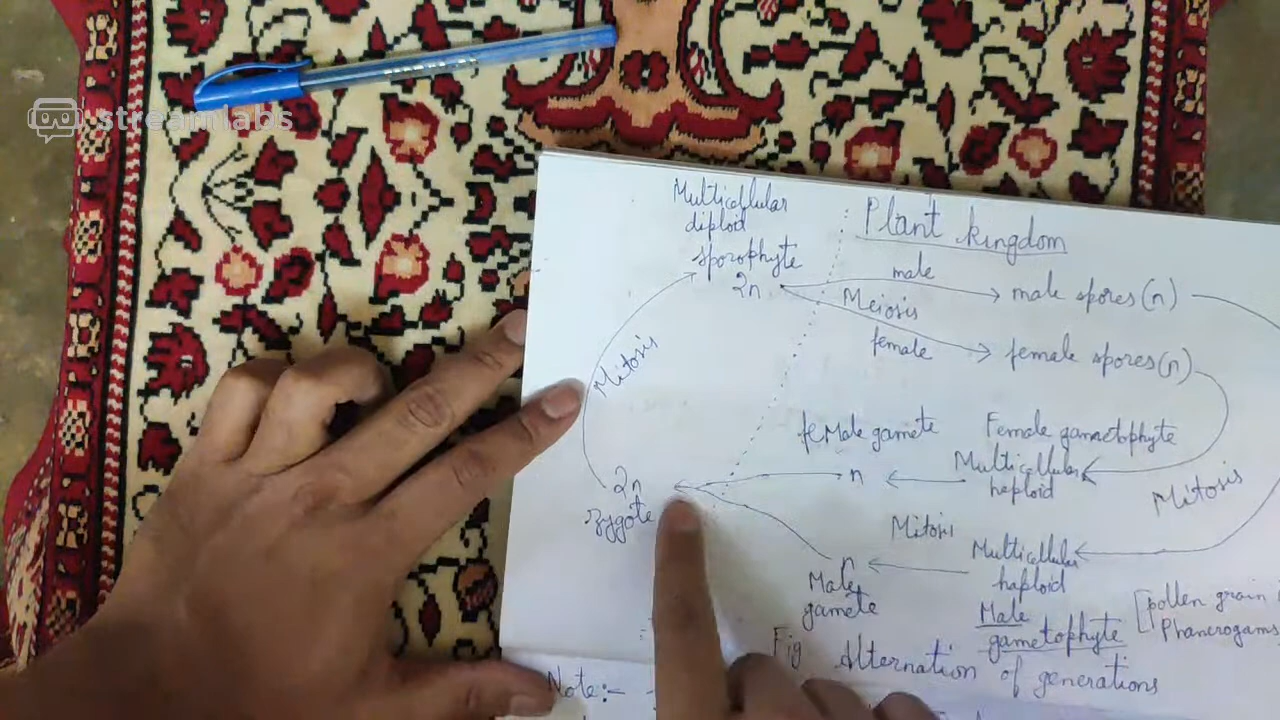 streamlabs
Multicellular
diploid
sporophyte
2n
Plant kingdom
male
male spores (n)
Meiosis
female
female spores (n)
Mitosis
feMale gamete
Female gametophyte
n
Multicellular
haploid
Mitosis
2n
zygote
Mitosis
n
Multicellular
haploid
Male
gamete
Male
gametophyte
[pollen grain
Phanerogams
Fig Alternation of generations
Note:-